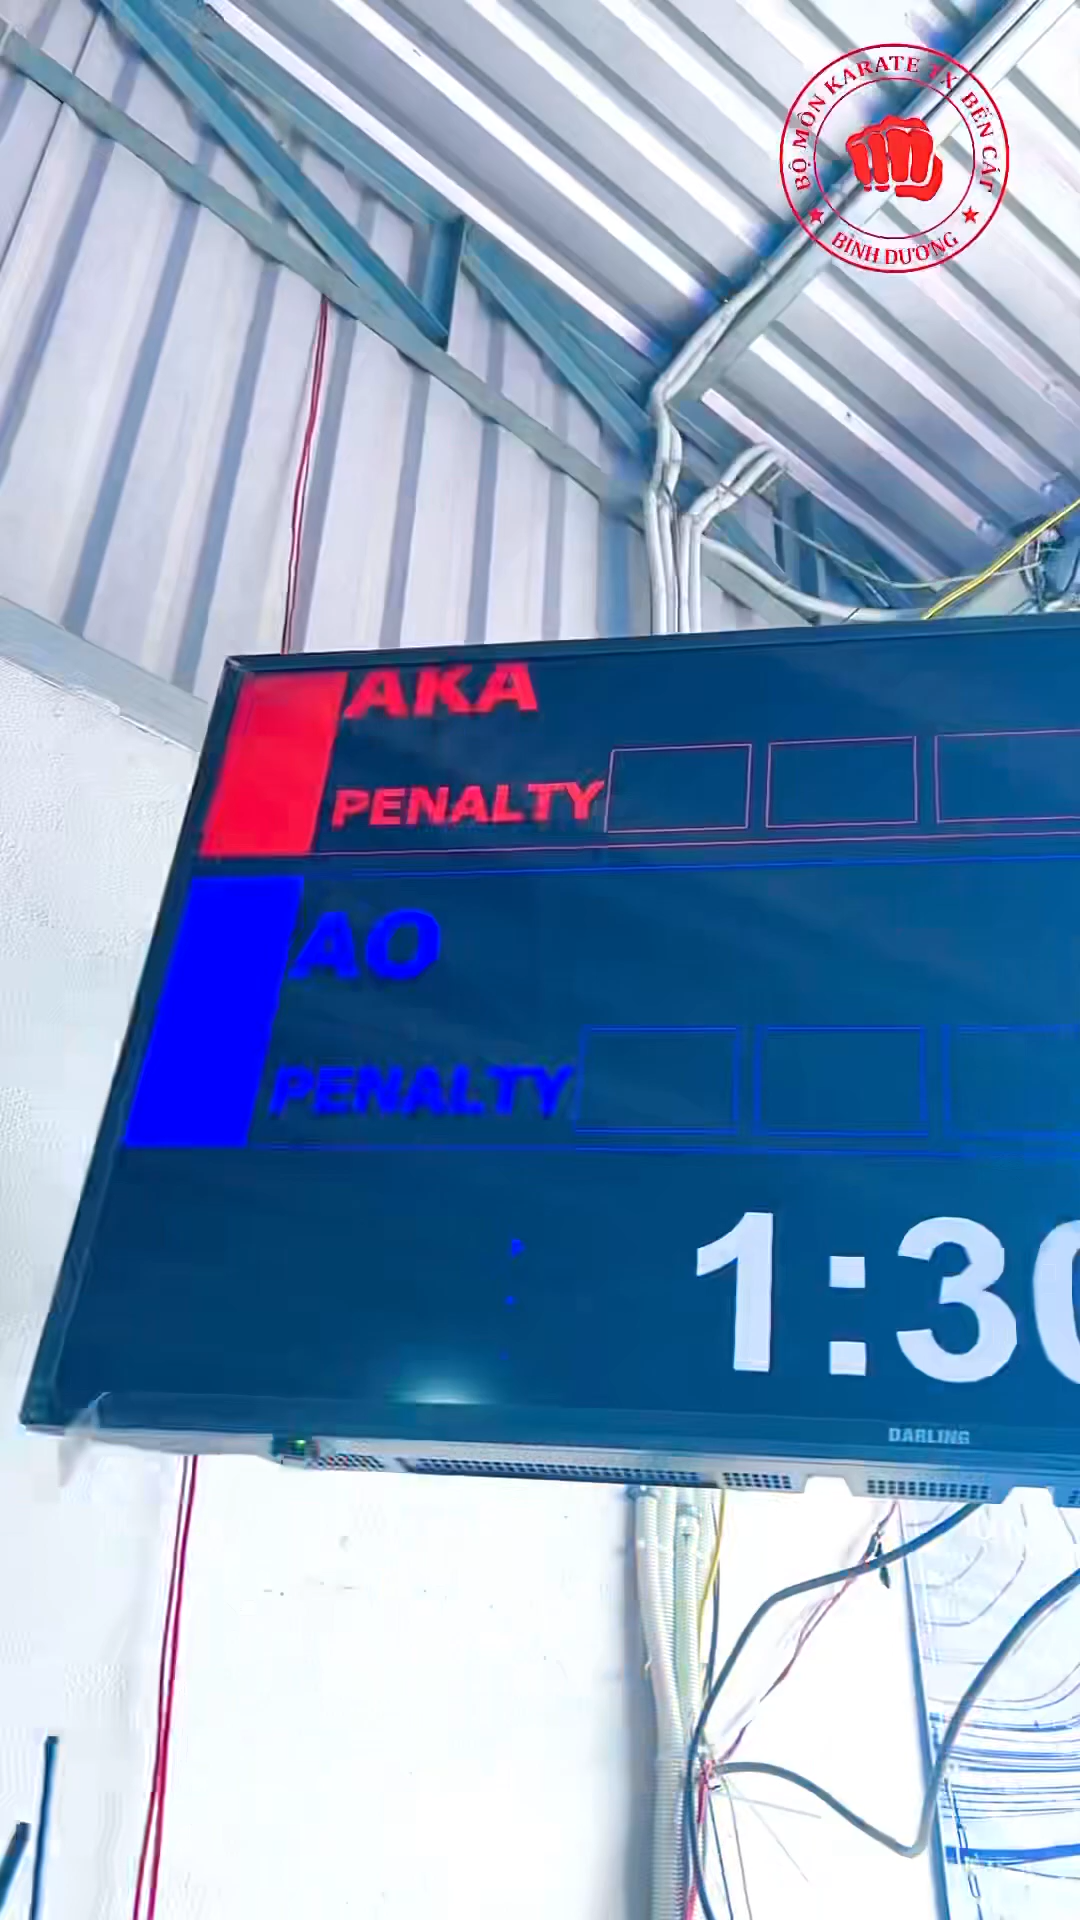 BỘ MÔN KARATE TX BẾN CÁT
BÌNH DƯƠNG
AKA
PENALTY
AO
PENALTY
1:30
DARLING